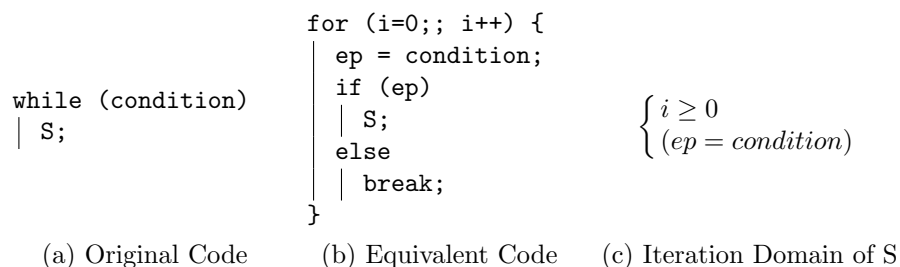 while (condition)
S;
(a) Original Code
for (i=0;; i++) {
ep = condition;
if (ep)
S;
else
break;
}
(b) Equivalent Code
i ≥ 0
(ep = condition)
(c) Iteration Domain of S